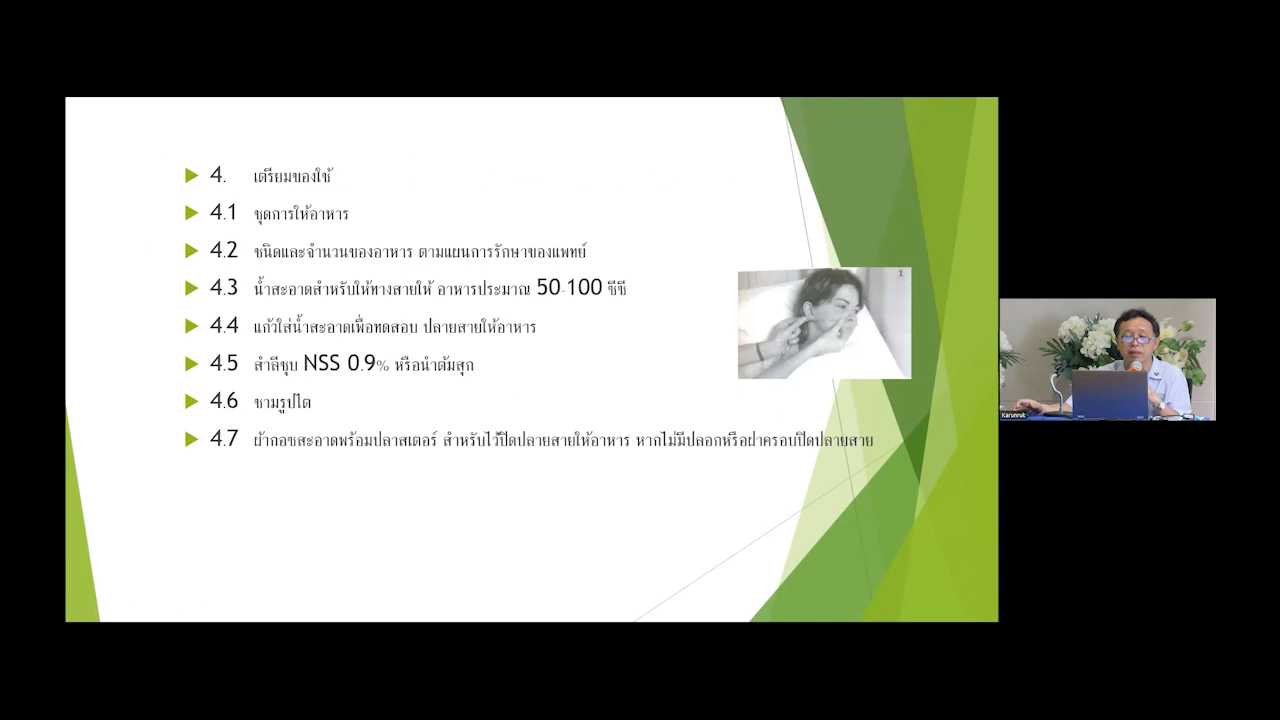 4. เตรียมของใช้
4.1 ชุดการให้อาหาร
4.2 ชนิดและจำนวนของอาหาร ตามแผนการรักษาของแพทย์
4.3 น้ำสะอาดสำหรับให้ทางสายให้ อาหารประมาณ 50-100 ซีซี
4.4 แก้วใส่น้ำสะอาดเพื่อทดสอบ ปลายสายให้อาหาร
4.5 สำลีชุบ NSS 0.9% หรือนำต้มสุก
4.6 ชามรูปไต
4.7 ผ้ากอซสะอาดพร้อมปลาสเตอร์ สำหรับไว้ปิดปลายสายให้อาหาร หากไม่มีปลอกหรือฝาครอบปิดปลายสาย
1
Karunruk